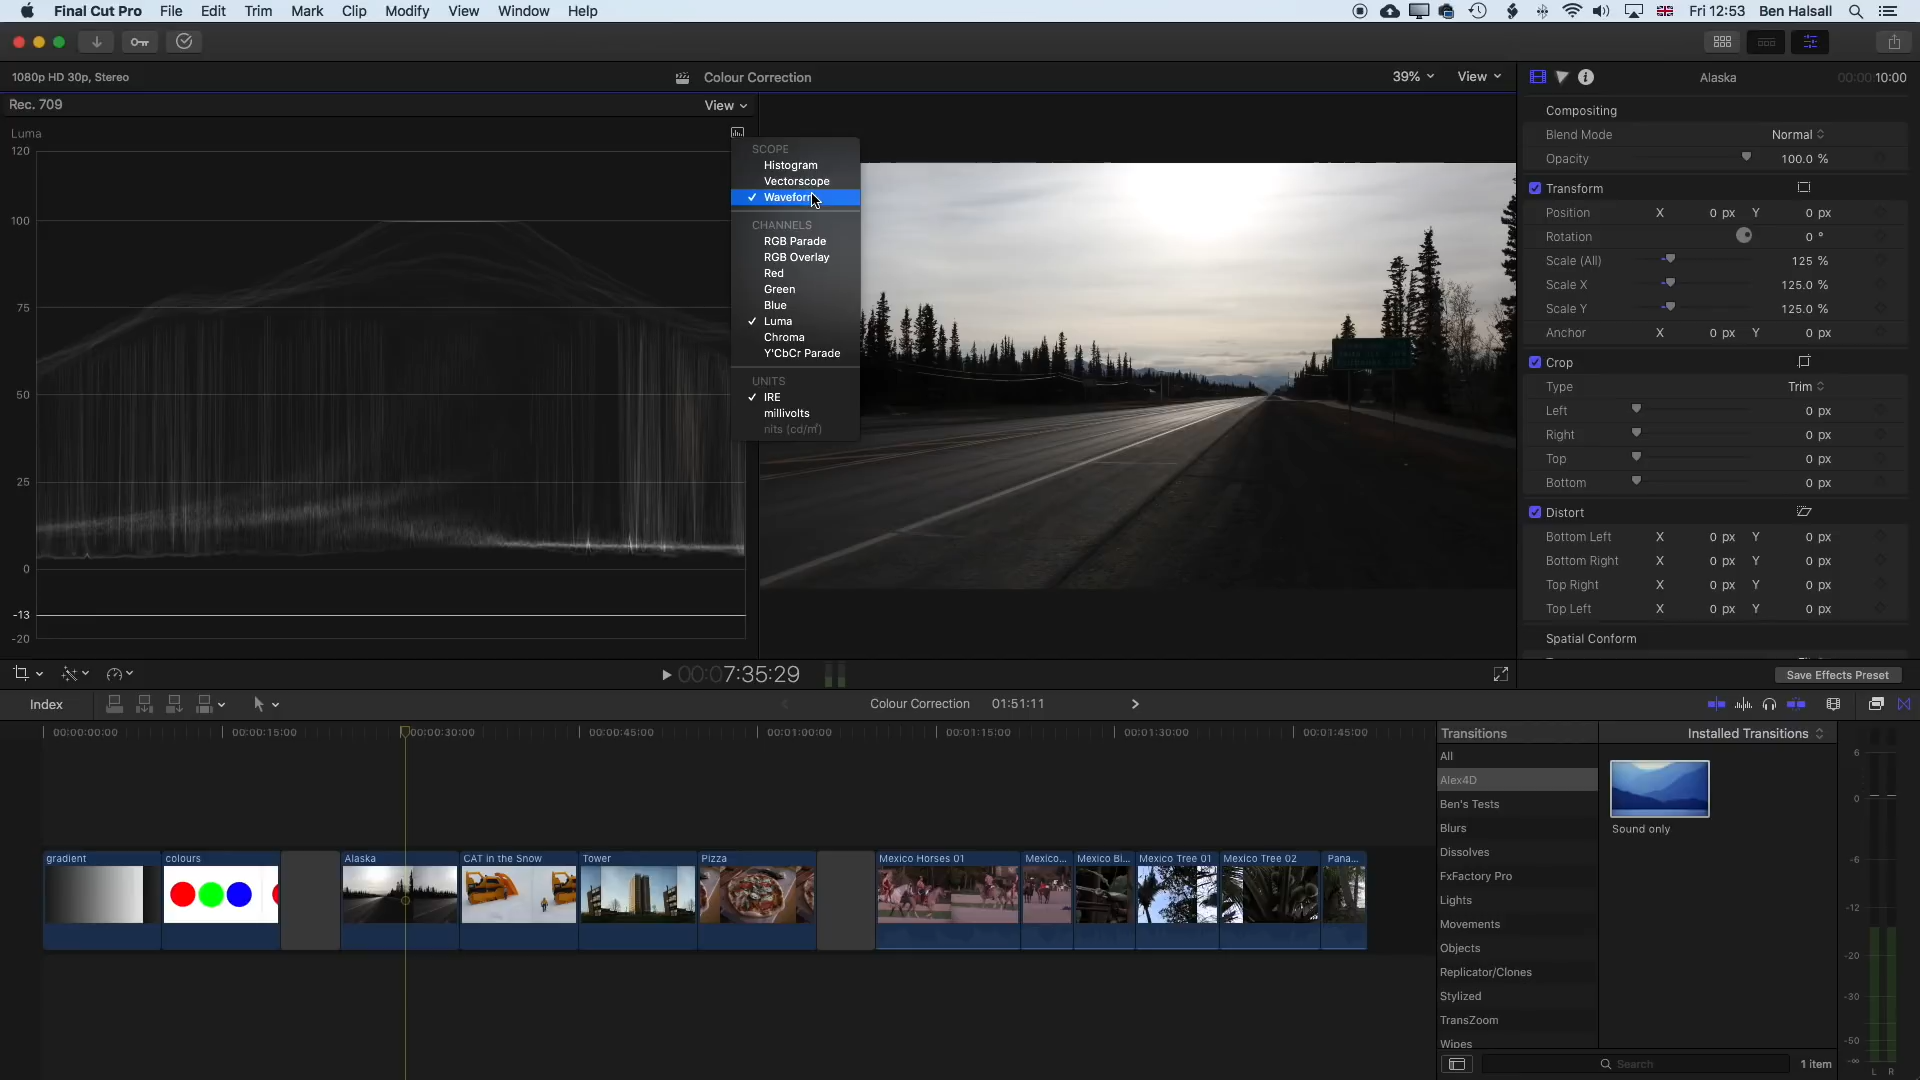 Final Cut Pro File Edit Trim Mark Clip Modify View Window Help Fri 12:53 Ben Halsall
1080p HD 30p, Stereo Colour Correction 39% View Alaska 00:00:10:00
Rec. 709 View
Luma
120
100
75
50
25
0
-13
-20
SCOPE
Histogram
Vectorscope
✓ Waveform
CHANNELS
RGB Parade
RGB Overlay
Red
Green
Blue
✓ Luma
Chroma
Y'CbCr Parade
UNITS
✓ IRE
millivolts
nits (cd/m²)
Compositing
Blend Mode Normal
Opacity 100.0 %
Transform
Position X 0 px Y 0 px
Rotation 0 °
Scale (All) 125 %
Scale X 125.0 %
Scale Y 125.0 %
Anchor X 0 px Y 0 px
Crop
Type Trim
Left 0 px
Right 0 px
Top 0 px
Bottom 0 px
Distort
Bottom Left X 0 px Y 0 px
Bottom Right X 0 px Y 0 px
Top Right X 0 px Y 0 px
Top Left X 0 px Y 0 px
Spatial Conform
00:07:35:29 Save Effects Preset
Index Colour Correction 01:51:11
00:00:00:00 00:00:15:00 00:00:30:00 00:00:45:00 00:01:00:00 00:01:15:00 00:01:30:00 00:01:45:00
gradient colours Alaska CAT in the Snow Tower Pizza Mexico Horses 01 Mexico... Mexico Bi... Mexico Tree 01 Mexico Tree 02 Pana...
Transitions Installed Transitions
All
Alex4D
Ben's Tests
Blurs
Dissolves
FxFactory Pro
Lights
Movements
Objects
Replicator/Clones
Stylized
TransZoom
Wipes
Sound only
Search 1 item
6
0
-6
-12
-20
-30
-50
-∞
L R